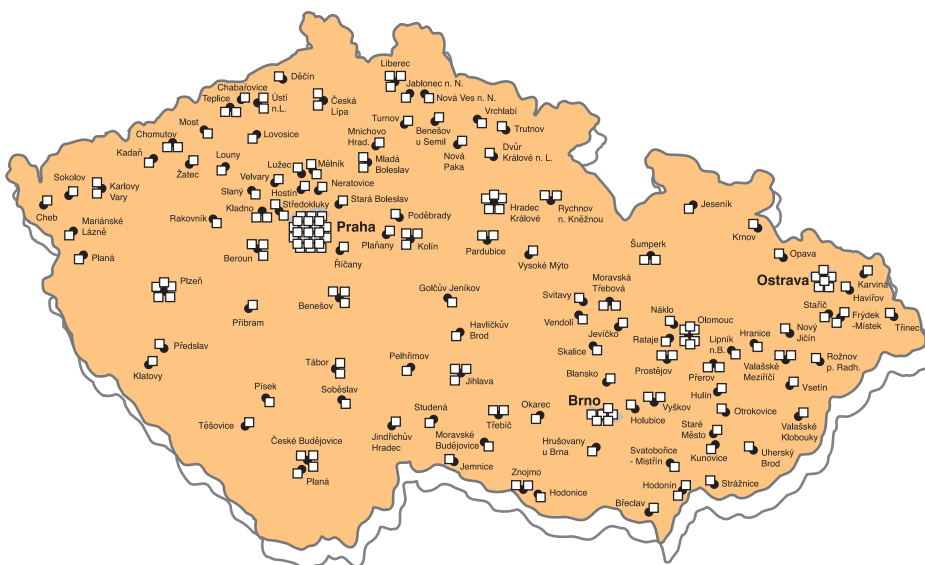 Děčín
Liberec
Chabařovice
Teplice
Ústí
n.L.
Česká
Lípa
Jablonec n. N.
Nová Ves n. N.
Most
Lovosice
Turnov
Benešov
u Semil
Vrchlabí
Trutnov
Chomutov
Mnichovo
Hrad.
Nová
Paka
Dvůr
Králové n. L.
Kadaň
Žatec
Louny
Lužec
Mělník
Mladá
Boleslav
Sokolov
Karlovy
Vary
Velvary
Slaný
Hostín
Neratovice
Cheb
Kladno
Středokluky
Stará Boleslav
Hradec
Králové
Rychnov
n. Kněžnou
Jeseník
Mariánské
Lázně
Rakovník
Praha
Poděbrady
Krnov
Planá
Beroun
Říčany
Plaňany
Kolín
Pardubice
Vysoké Mýto
Šumperk
Opava
Plzeň
Benešov
Golčův Jeníkov
Svitavy
Moravská
Třebová
Ostrava
Karviná
Havířov
Příbram
Vendolí
Jevíčko
Náklo
Olomouc
Staříč
Frýdek
-Místek
Třinec
Předslav
Havlíčkův
Brod
Skalice
Rataje
Lipník
n.B.
Hranice
Nový
Jičín
Klatovy
Tábor
Pelhřimov
Jihlava
Blansko
Prostějov
Přerov
Valašské
Meziříčí
Rožnov
p. Radh.
Písek
Soběslav
Studená
Okarec
Brno
Vyškov
Hulín
Vsetín
Těšovice
Třebíč
Holubice
Otrokovice
Valašské
Klobouky
České Budějovice
Jindřichův
Hradec
Moravské
Budějovice
Hrušovany
u Brna
Staré
Město
Planá
Jemnice
Svatobořice
- Mistřín
Kunovice
Uherský
Brod
Znojmo
Hodonice
Hodonín
Strážnice
Břeclav